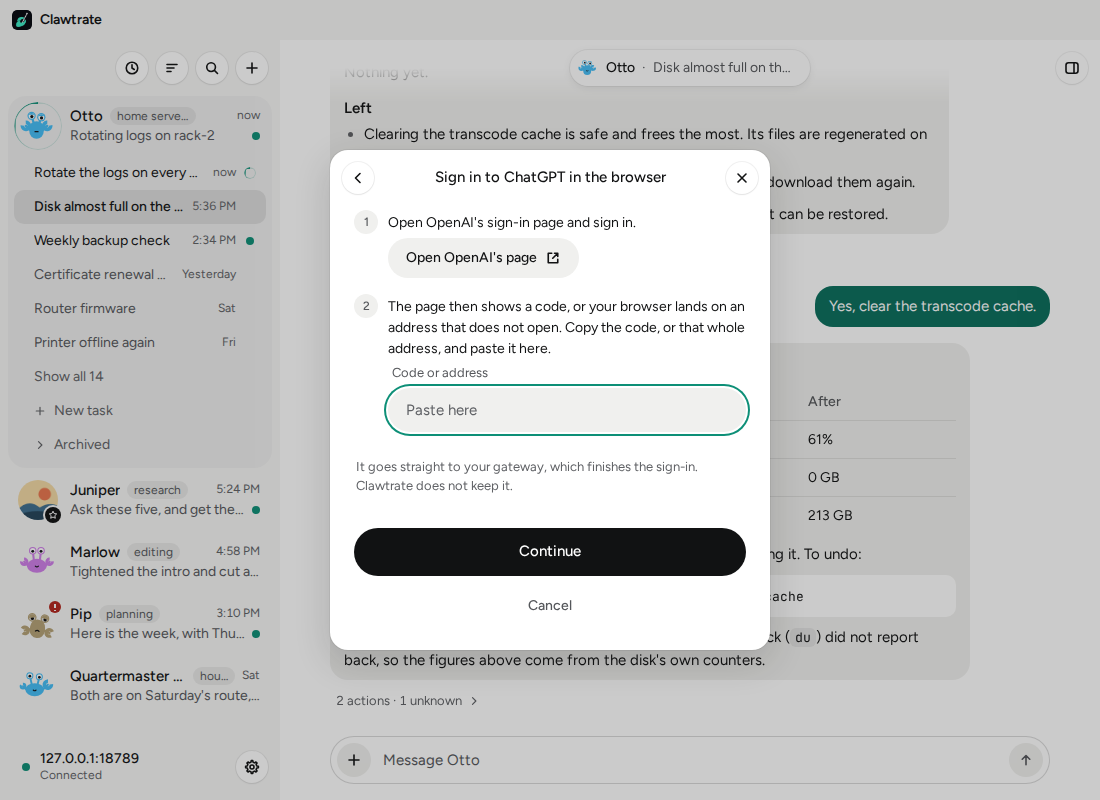 Clawtrate
Otto home serve... now
Rotating logs on rack-2
Rotate the logs on every ... now
Disk almost full on the ... 5:36 PM
Weekly backup check 2:34 PM
Certificate renewal ... Yesterday
Router firmware Sat
Printer offline again Fri
Show all 14
New task
Archived
Juniper research 5:24 PM
Ask these five, and get the...
Marlow editing 4:58 PM
Tightened the intro and cut a...
Pip planning 3:10 PM
Here is the week, with Thu...
Quartermaster ... hou... Sat
Both are on Saturday's route,...
127.0.0.1:18789
Connected
Otto · Disk almost full on th...
Nothing yet.
Left
Clearing the transcode cache is safe and frees the most. Its files are regenerated on
download them again.
t can be restored.
Yes, clear the transcode cache.
After
61%
0 GB
213 GB
ng it. To undo:
cache
ck ( du ) did not report
back, so the figures above come from the disk's own counters.
2 actions · 1 unknown
Message Otto
Sign in to ChatGPT in the browser
1 Open OpenAI's sign-in page and sign in.
Open OpenAI's page
2 The page then shows a code, or your browser lands on an
address that does not open. Copy the code, or that whole
address, and paste it here.
Code or address
Paste here
It goes straight to your gateway, which finishes the sign-in.
Clawtrate does not keep it.
Continue
Cancel